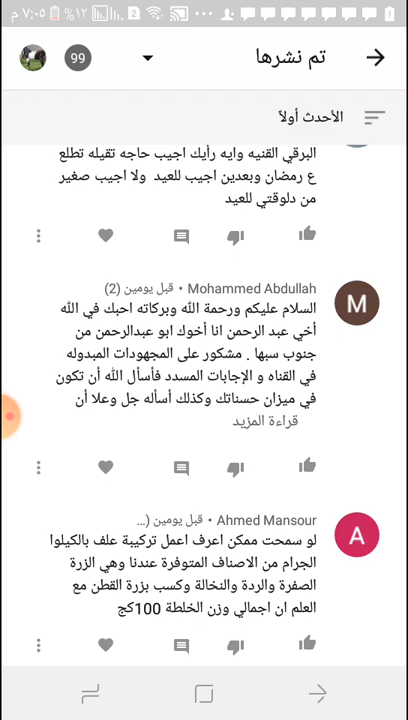 ٧:٠٥ م ١٢%
تم نشرها 99
الأحدث أولاً
البرقي القنيه وايه رأيك اجيب حاجه تقيله تطلع
ع رمضان وبعدين اجيب للعيد ولا اجيب صغير
من دلوقتي للعيد
Mohammed Abdullah • قبل يومين (2)
M
السلام عليكم ورحمة الله وبركاته احبك في الله
أخي عبد الرحمن انا أخوك ابو عبدالرحمن من
جنوب سبها . مشكور على المجهودات المبدوله
في القناه و الإجابات المسدد فأسأل الله أن تكون
في ميزان حسناتك وكذلك أسأله جل وعلا أن
قراءة المزيد
Ahmed Mansour • قبل يومين (...
A
لو سمحت ممكن اعرف اعمل تركيبة علف بالكيلوا
الجرام من الاصناف المتوفرة عندنا وهي الزرة
الصفرة والردة والنخالة وكسب بزرة القطن مع
العلم ان اجمالي وزن الخلطة 100كج